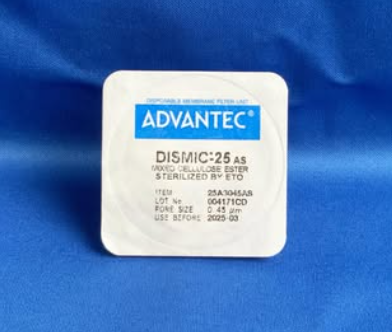 DISPOSABLE MEMBRANE FILTER UNIT
ADVANTEC®
DISMIC®-25 AS
MIXED CELLULOSE ESTER
STERILIZED BY ETO
ITEM 25A3045AS
LOT No 004171CD
PORE SIZE 0.45 µm
USE BEFORE 2025-03